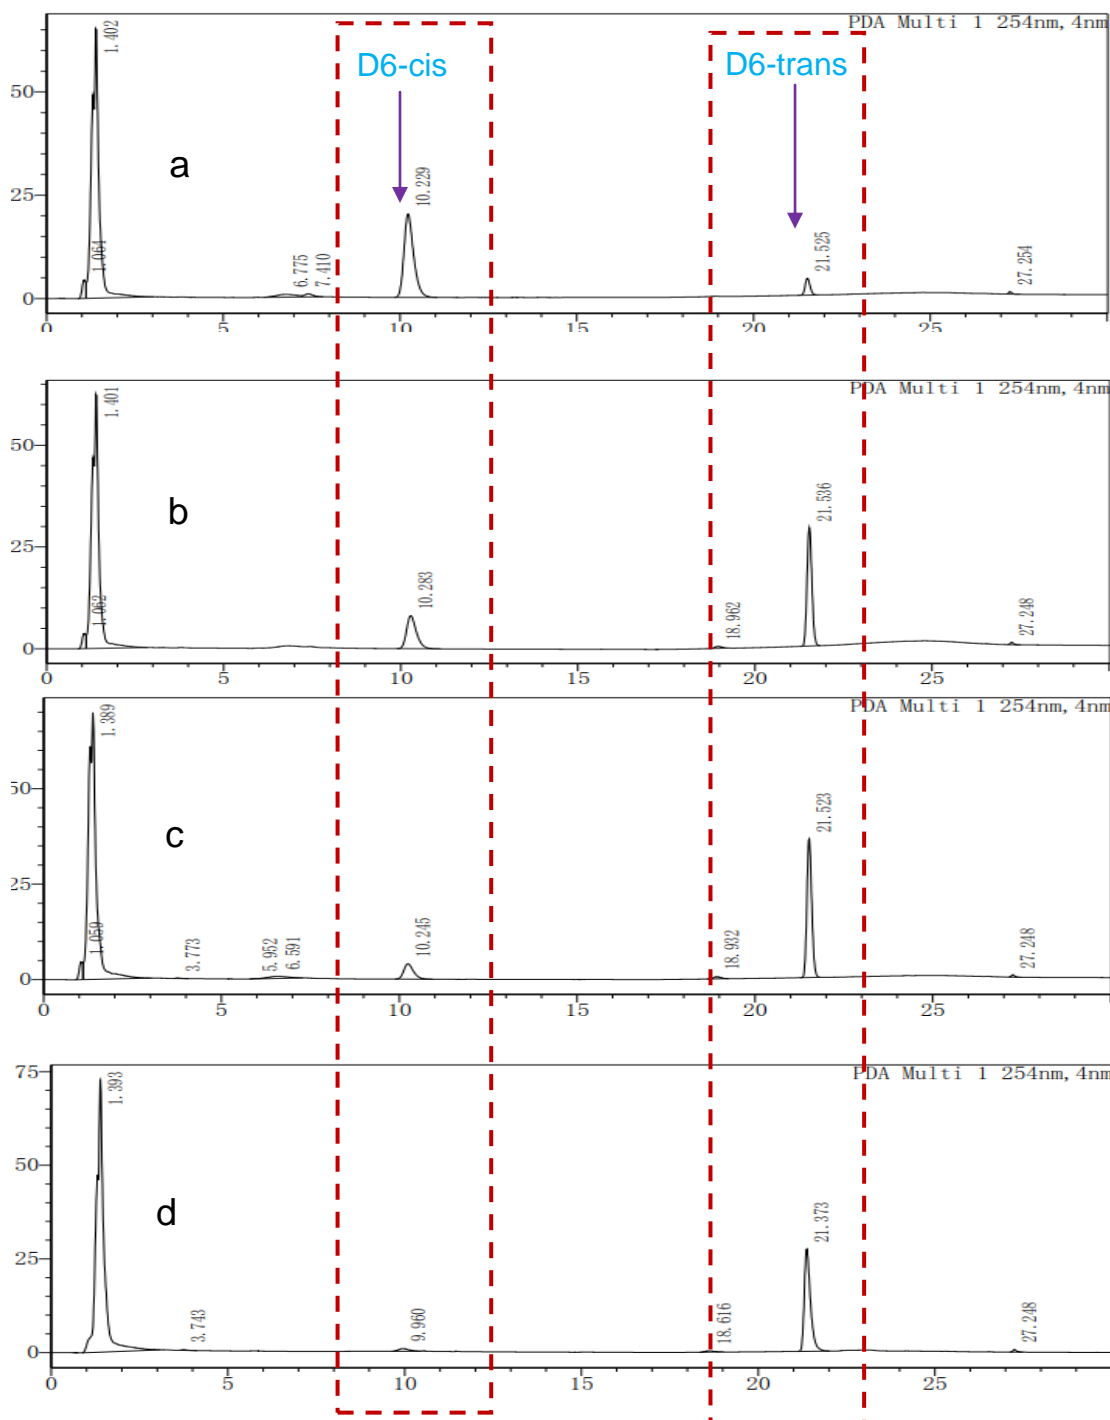 PDA Multi 1 254nm, 4nm
D6-cis
D6-trans
a
50
25
0
1.402
1.064
6.775
7.410
10.229
21.525
27.254
0 5 10 15 20 25
PDA Multi 1 254nm, 4nm
b
50
25
0
1.401
1.062
10.283
18.962
21.536
27.248
0 5 10 15 20 25
PDA Multi 1 254nm, 4nm
c
50
25
0
1.389
1.059
3.773
5.952
6.591
10.245
18.932
21.523
27.248
0 5 10 15 20 25
PDA Multi 1 254nm, 4nm
d
75
50
25
0
1.393
3.743
9.960
18.616
21.373
27.248
0 5 10 15 20 25